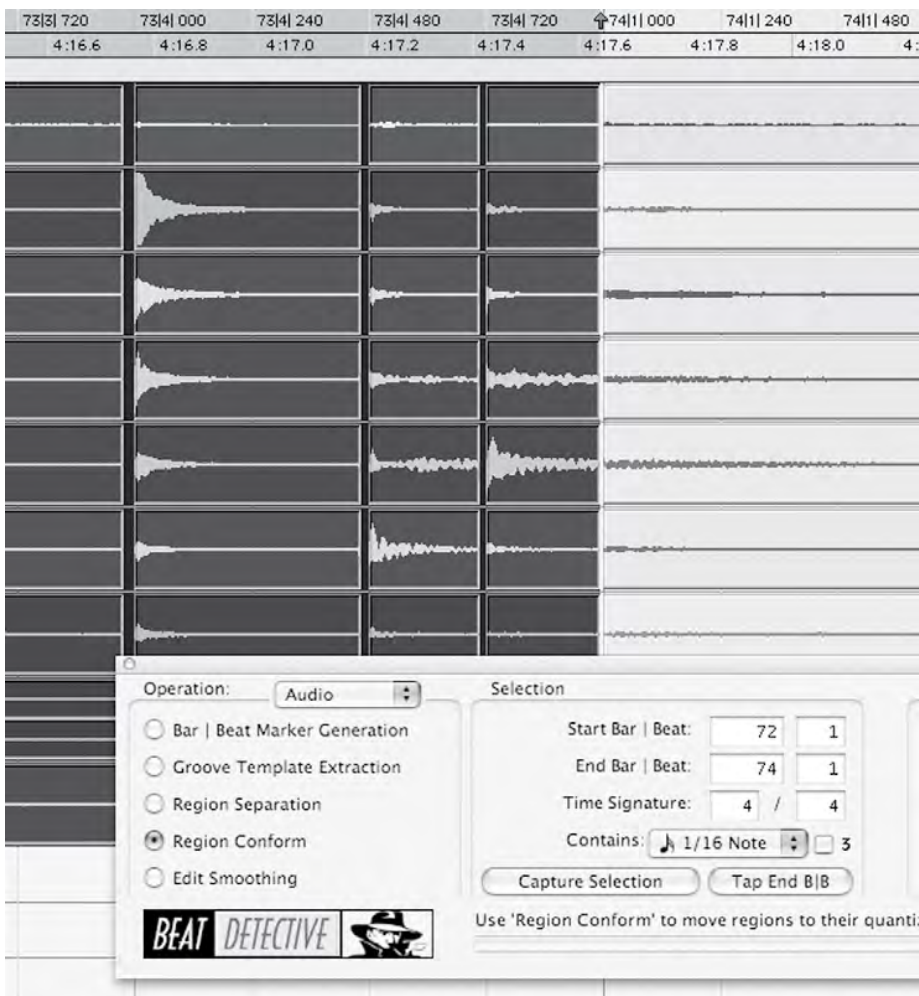 73|3| 720 73|4| 000 73|4| 240 73|4| 480 73|4| 720 74|1| 000 74|1| 240 74|1| 480
4:16.6 4:16.8 4:17.0 4:17.2 4:17.4 4:17.6 4:17.8 4:18.0 4:
Operation: Audio
Bar | Beat Marker Generation
Groove Template Extraction
Region Separation
Region Conform
Edit Smoothing
BEAT DETECTIVE
Selection
Start Bar | Beat: 72 1
End Bar | Beat: 74 1
Time Signature: 4 / 4
Contains: 1/16 Note 3
Capture Selection Tap End B|B
Use 'Region Conform' to move regions to their quanti